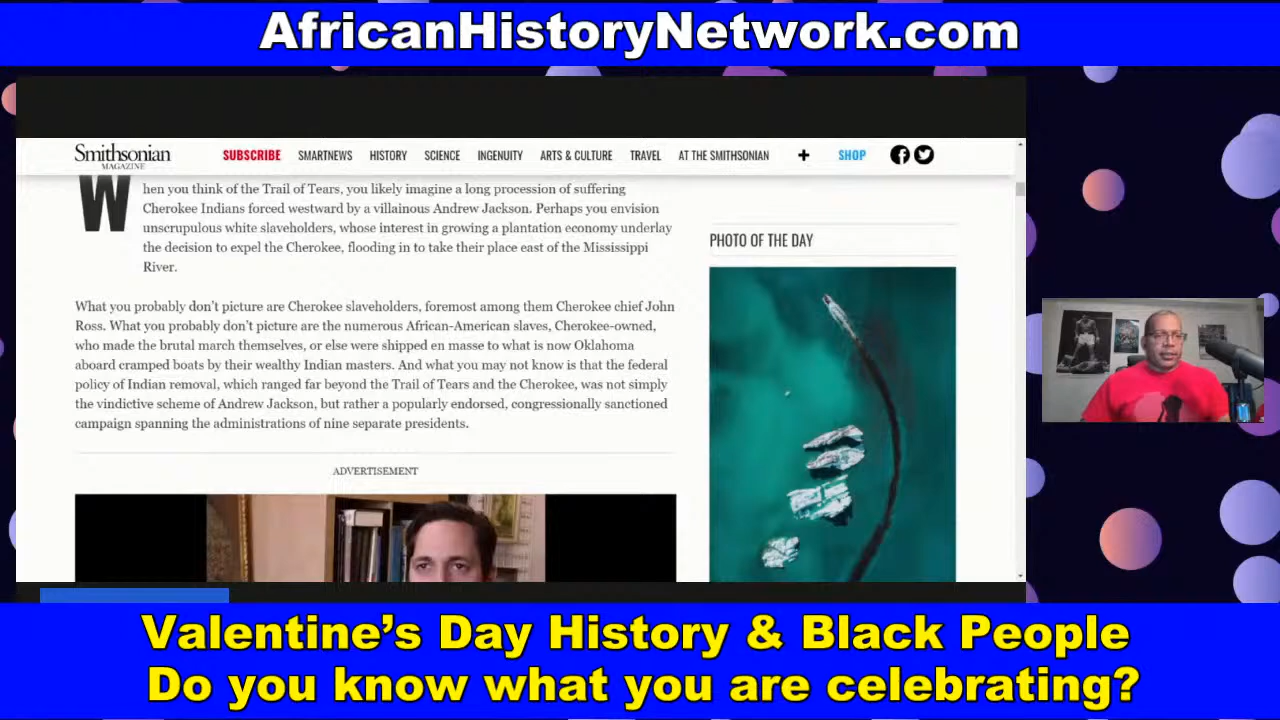 AfricanHistoryNetwork.com
Smithsonian
MAGAZINE
SUBSCRIBE SMARTNEWS HISTORY SCIENCE INGENUITY ARTS & CULTURE TRAVEL AT THE SMITHSONIAN + SHOP
When you think of the Trail of Tears, you likely imagine a long procession of suffering
Cherokee Indians forced westward by a villainous Andrew Jackson. Perhaps you envision
unscrupulous white slaveholders, whose interest in growing a plantation economy underlay
the decision to expel the Cherokee, flooding in to take their place east of the Mississippi
River.
What you probably don’t picture are Cherokee slaveholders, foremost among them Cherokee chief John
Ross. What you probably don’t picture are the numerous African-American slaves, Cherokee-owned,
who made the brutal march themselves, or else were shipped en masse to what is now Oklahoma
aboard cramped boats by their wealthy Indian masters. And what you may not know is that the federal
policy of Indian removal, which ranged far beyond the Trail of Tears and the Cherokee, was not simply
the vindictive scheme of Andrew Jackson, but rather a popularly endorsed, congressionally sanctioned
campaign spanning the administrations of nine separate presidents.
ADVERTISEMENT
PHOTO OF THE DAY
Valentine’s Day History & Black People
Do you know what you are celebrating?